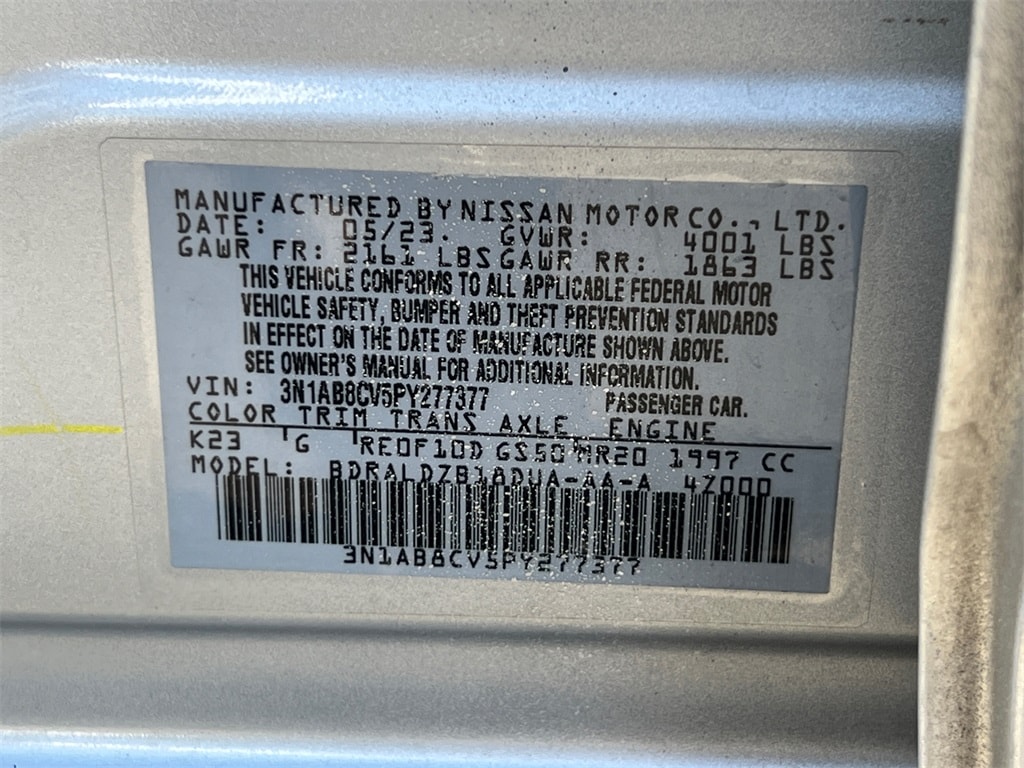 MANUFACTURED BY NISSAN MOTOR CO., LTD.
DATE: 05/23. GVWR: 4001 LBS
GAWR FR: 2161 LBS GAWR RR: 1863 LBS
THIS VEHICLE CONFORMS TO ALL APPLICABLE FEDERAL MOTOR
VEHICLE SAFETY, BUMPER AND THEFT PREVENTION STANDARDS
IN EFFECT ON THE DATE OF MANUFACTURE SHOWN ABOVE.
SEE OWNER'S MANUAL FOR ADDITIONAL INFORMATION.
VIN: 3N1AB8CV5PY277377 PASSENGER CAR.
COLOR TRIM TRANS AXLE ENGINE
K23 G RE0F10D GS50 MR20 1997 CC
MODEL: BDRALDZB18DUA-AA-A 4Z000
3N1AB8CV5PY277377